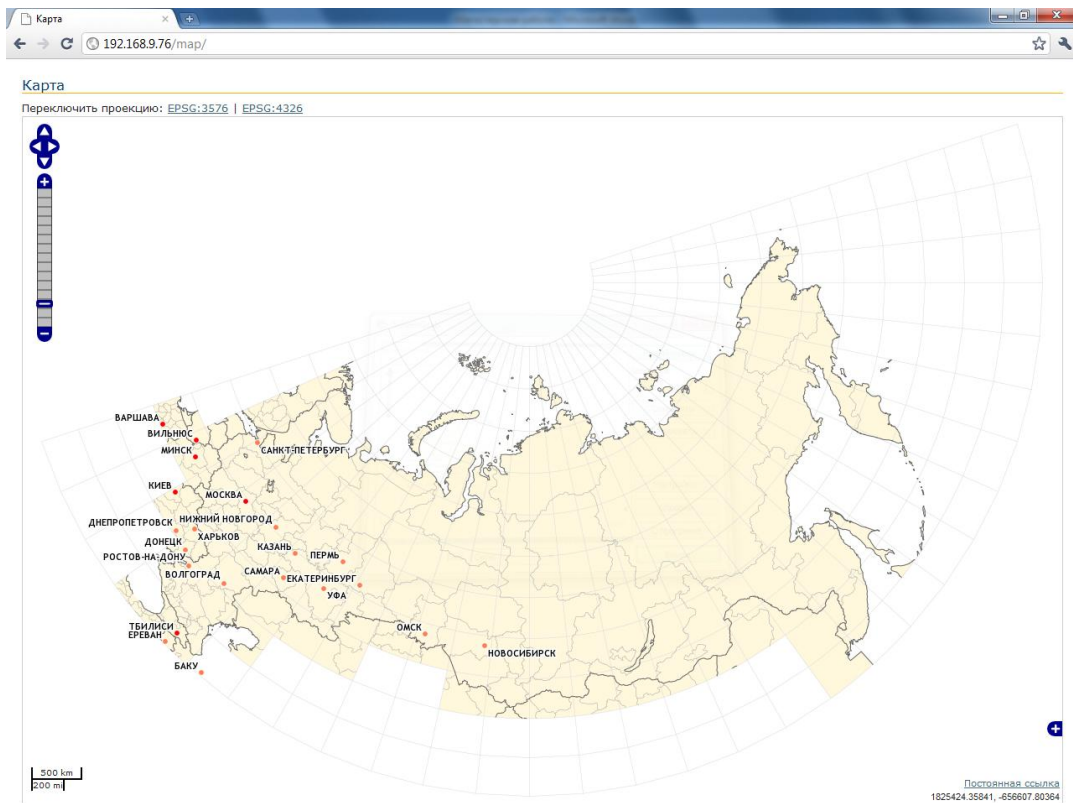 Карта
192.168.9.76/map/
Карта
Переключить проекцию: EPSG:3576 | EPSG:4326
ВАРШАВА
ВИЛЬНЮС
МИНСК
САНКТ-ПЕТЕРБУРГ
КИЕВ
МОСКВА
ДНЕПРОПЕТРОВСК
НИЖНИЙ НОВГОРОД
ХАРЬКОВ
ДОНЕЦК
КАЗАНЬ
ПЕРМЬ
РОСТОВ-НА-ДОНУ
ВОЛГОГРАД
САМАРА
ЕКАТЕРИНБУРГ
УФА
ТБИЛИСИ
ЕРЕВАН
ОМСК
НОВОСИБИРСК
БАКУ
500 km
200 mi
Постоянная ссылка
1825424.35841, -656607.80364